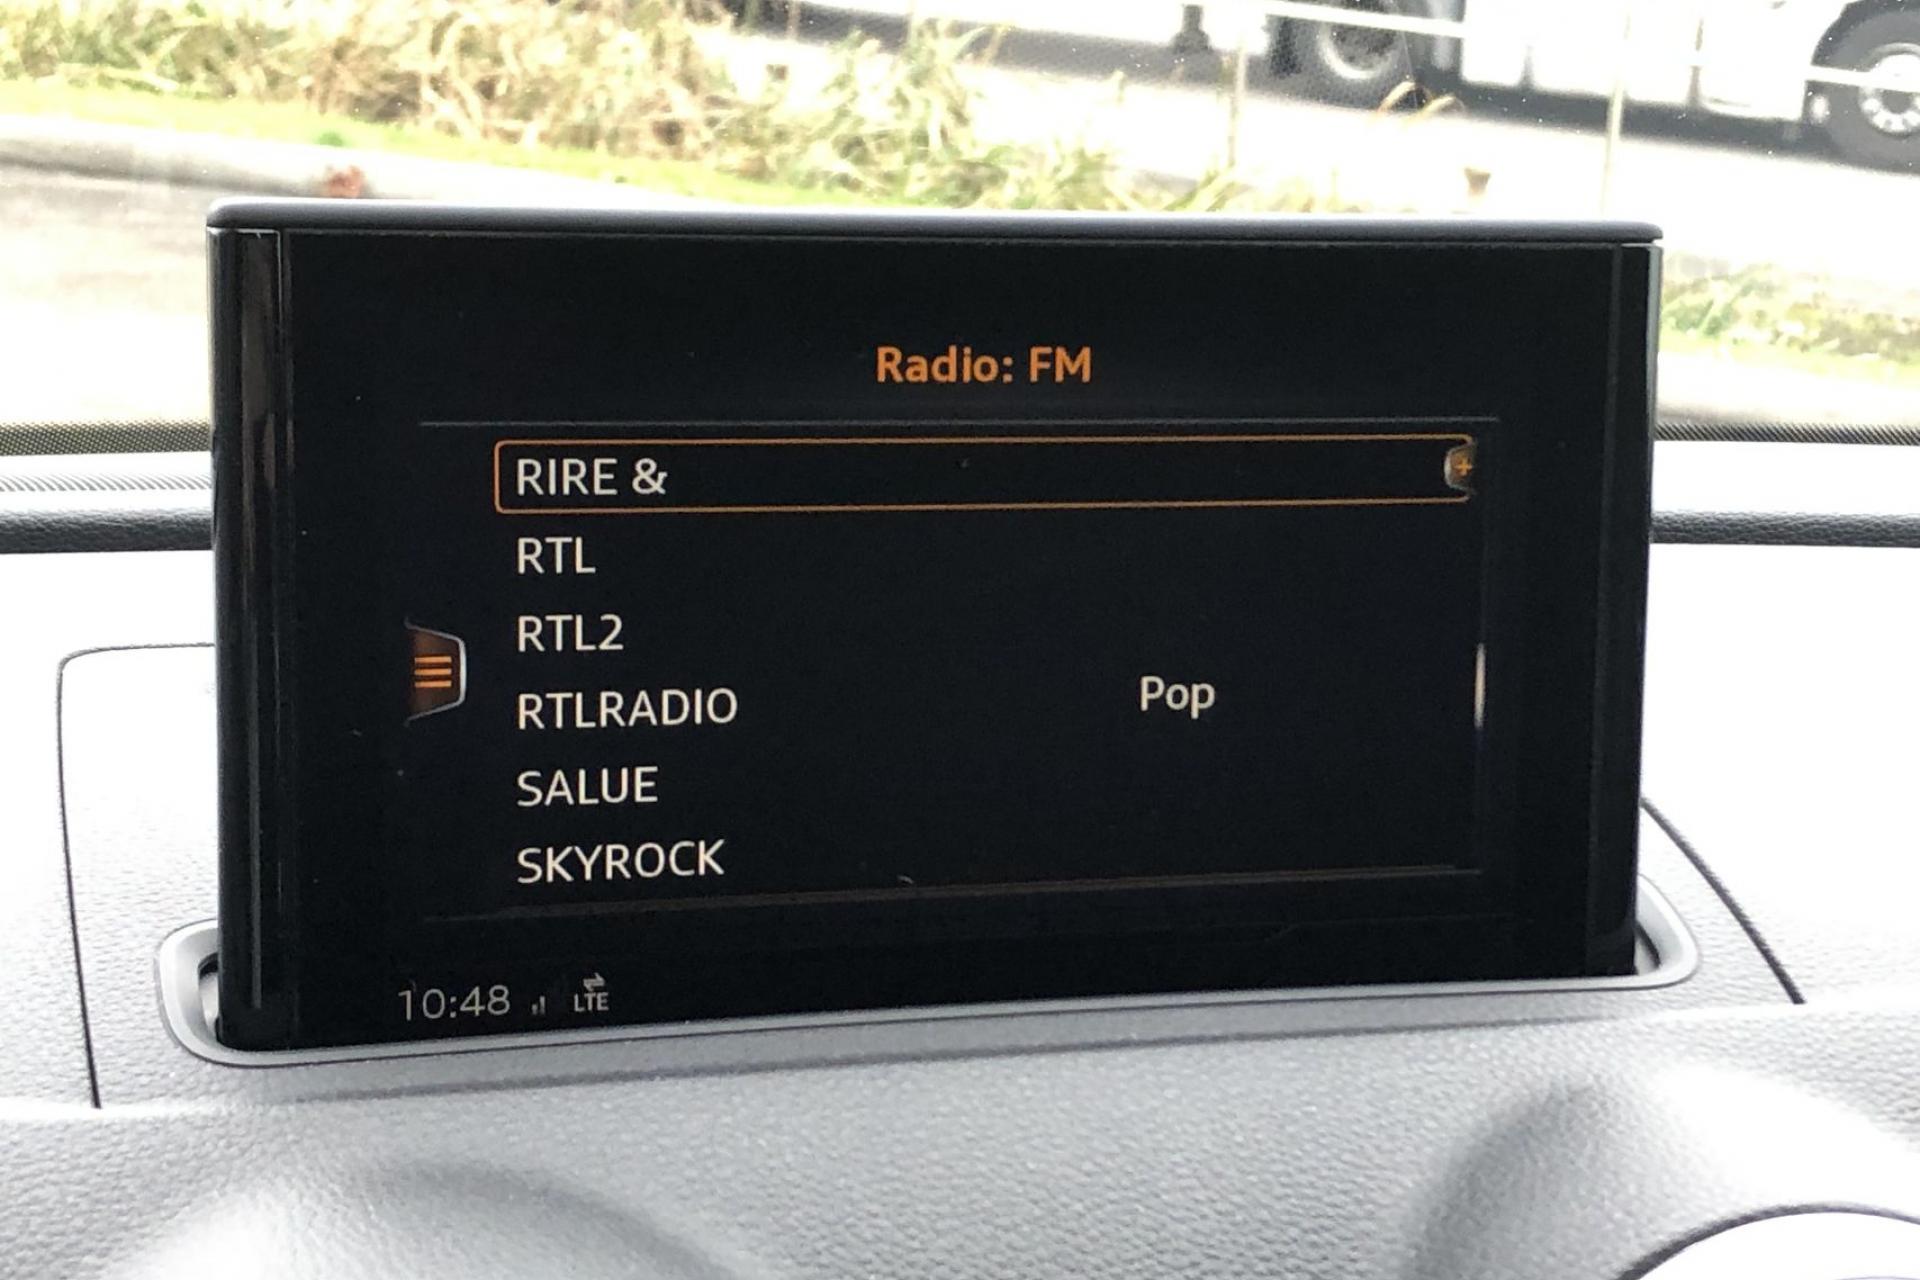 Radio: FM
RIRE &
RTL
RTL2
RTLRADIO Pop
SALUE
SKYROCK
10:48 LTE